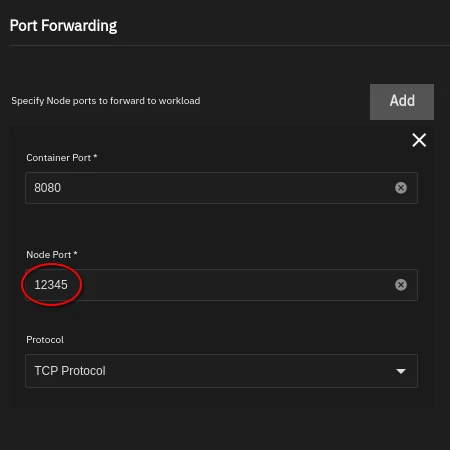 Port Forwarding
Specify Node ports to forward to workload
Add
Container Port *
8080
Node Port *
12345
Protocol
TCP Protocol